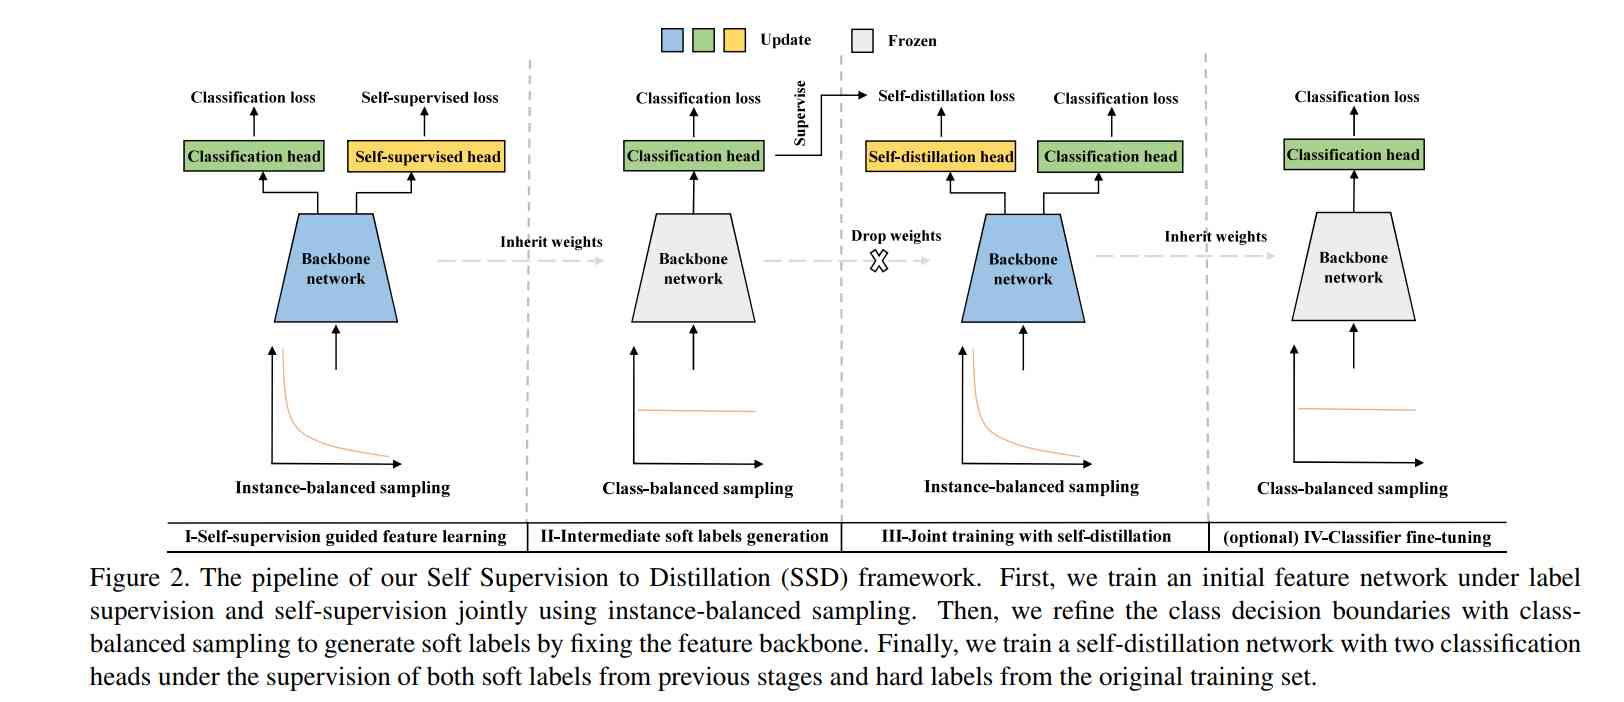 Update
Frozen
Classification loss
Self-supervised loss
Classification head
Self-supervised head
Backbone
network
Instance-balanced sampling
I-Self-supervision guided feature learning
Inherit weights
Classification loss
Classification head
Supervise
Backbone
network
Class-balanced sampling
II-Intermediate soft labels generation
Drop weights
Self-distillation loss
Classification loss
Self-distillation head
Classification head
Backbone
network
Instance-balanced sampling
III-Joint training with self-distillation
Inherit weights
Classification loss
Classification head
Backbone
network
Class-balanced sampling
(optional) IV-Classifier fine-tuning
Figure 2. The pipeline of our Self Supervision to Distillation (SSD) framework. First, we train an initial feature network under label
supervision and self-supervision jointly using instance-balanced sampling. Then, we refine the class decision boundaries with class-
balanced sampling to generate soft labels by fixing the feature backbone. Finally, we train a self-distillation network with two classification
heads under the supervision of both soft labels from previous stages and hard labels from the original training set.